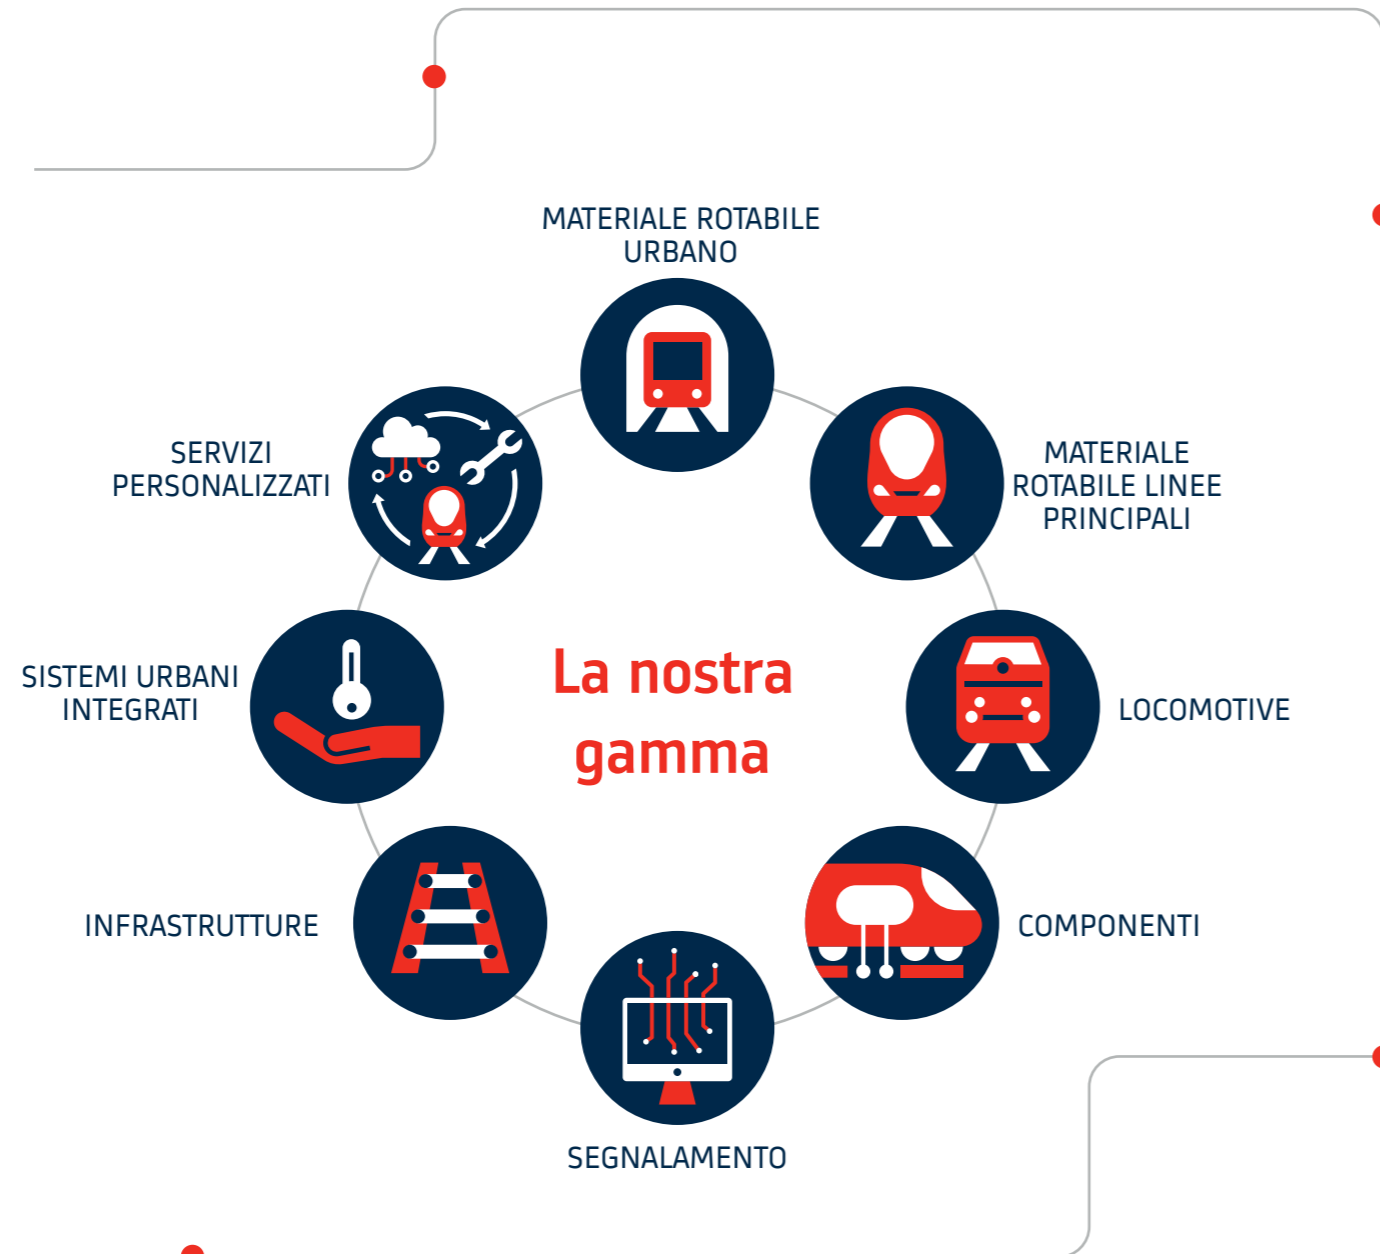 MATERIALE ROTABILE
URBANO
SERVIZI
PERSONALIZZATI
MATERIALE
ROTABILE LINEE
PRINCIPALI
La nostra
gamma
SISTEMI URBANI
INTEGRATI
LOCOMOTIVE
INFRASTRUTTURE
COMPONENTI
SEGNALAMENTO